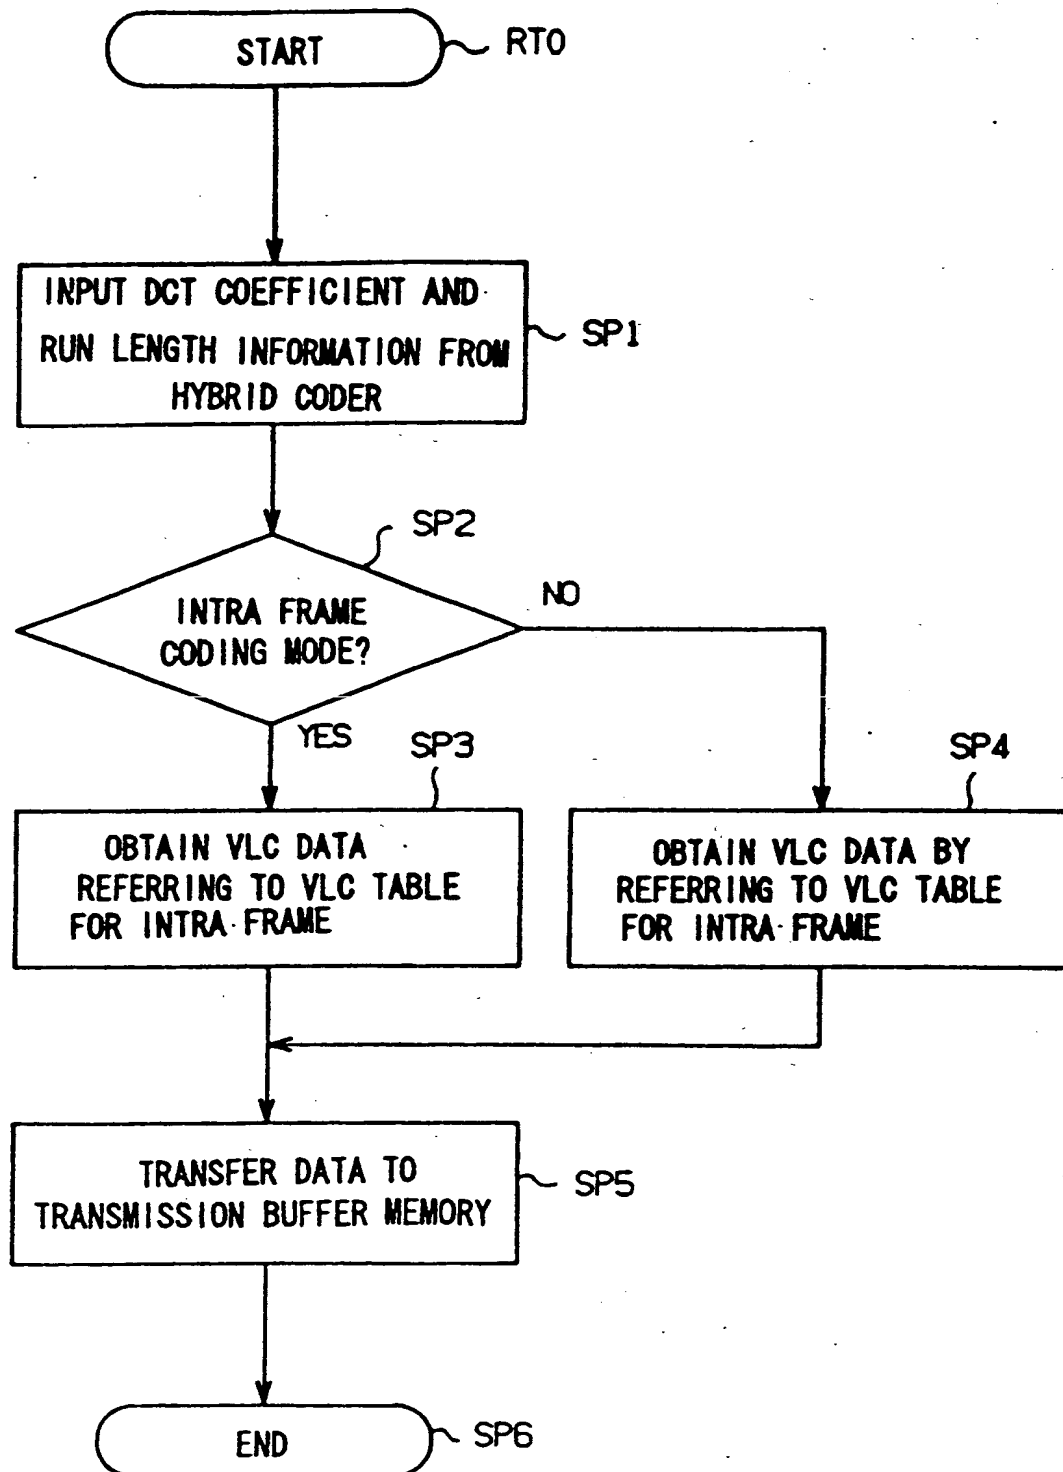 START
RT0
INPUT DCT COEFFICIENT AND
RUN LENGTH INFORMATION FROM
HYBRID CODER
SP1
SP2
INTRA FRAME
CODING MODE?
NO
YES
SP3
OBTAIN VLC DATA
REFERRING TO VLC TABLE
FOR INTRA FRAME
SP4
OBTAIN VLC DATA BY
REFERRING TO VLC TABLE
FOR INTRA FRAME
TRANSFER DATA TO
TRANSMISSION BUFFER MEMORY
SP5
END
SP6